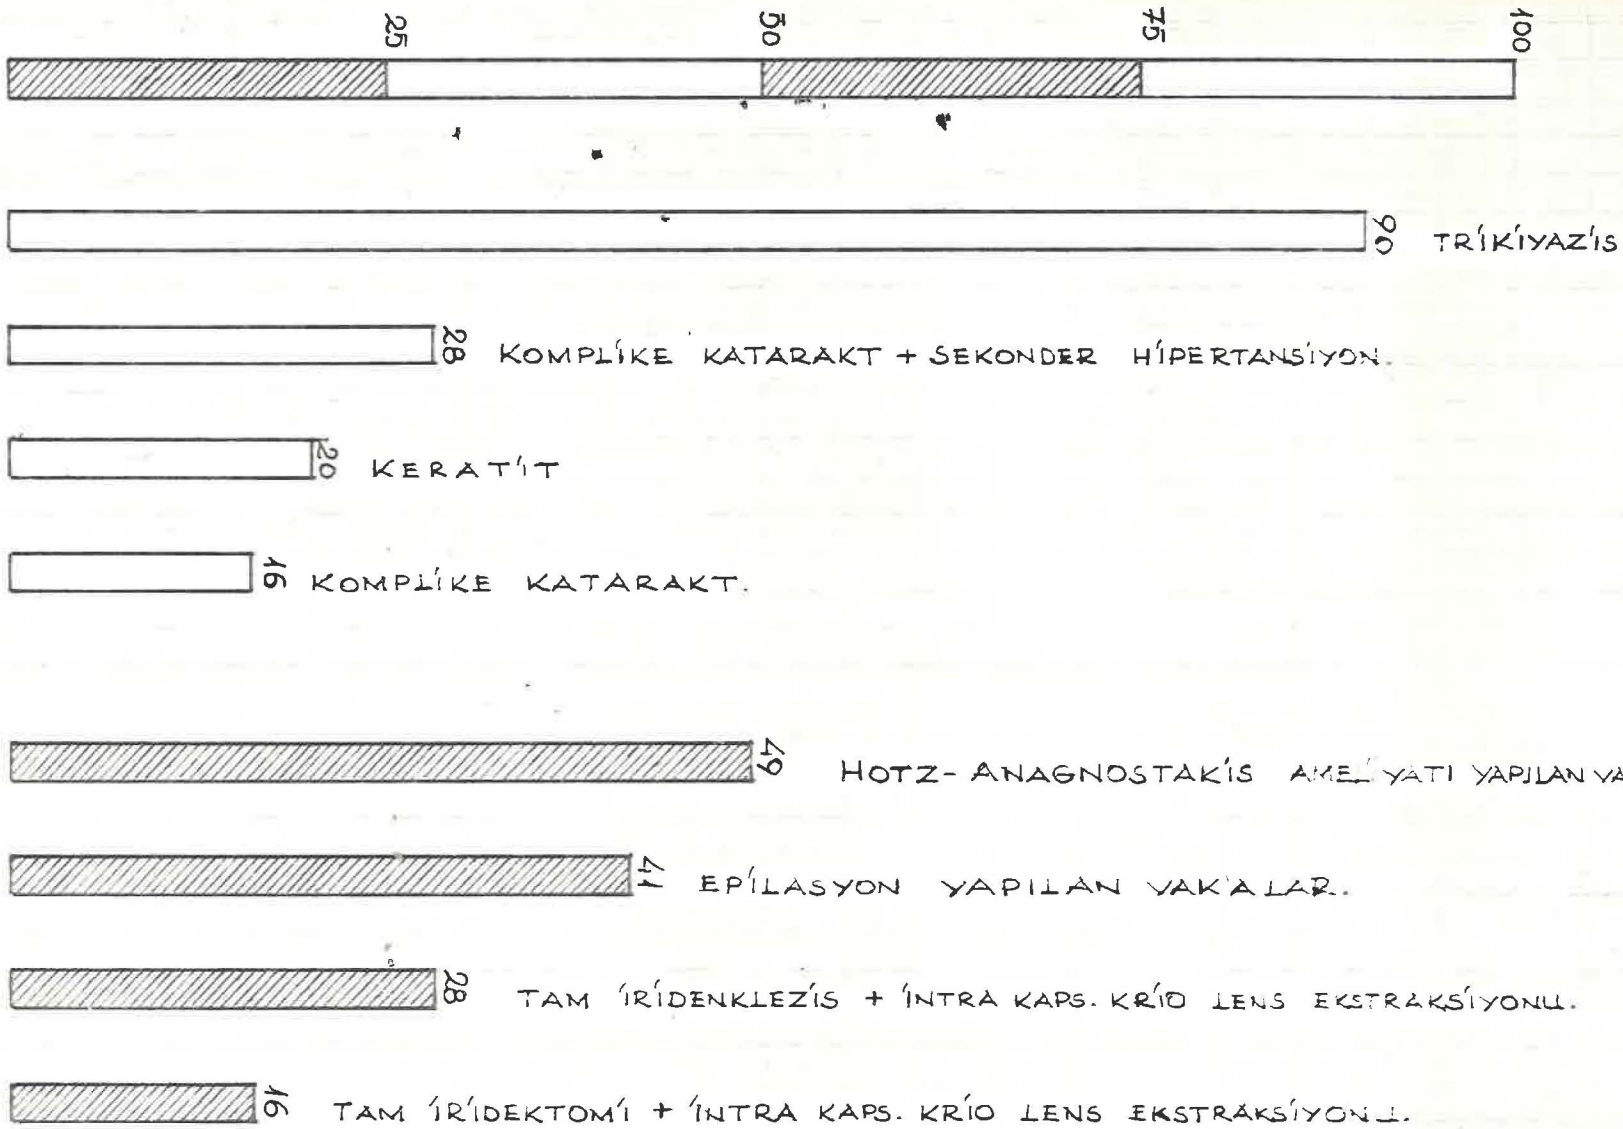 25 50 75 100
90 TRİKİYAZİS
28 KOMPLİKE KATARAKT + SEKONDER HİPERTANSİYON.
20 KERATİT
16 KOMPLİKE KATARAKT.
49 HOTZ-ANAGNOSTAKİS AMELİYATI YAPILAN VA
41 EPİLASYON YAPILAN VAK'ALAR.
28 TAM İRİDENKLEZİS + İNTRA KAPS. KRİO LENS EKSTRAKSİYONU.
16 TAM İRİDEKTOMİ + İNTRA KAPS. KRİO LENS EKSTRAKSİYONU.